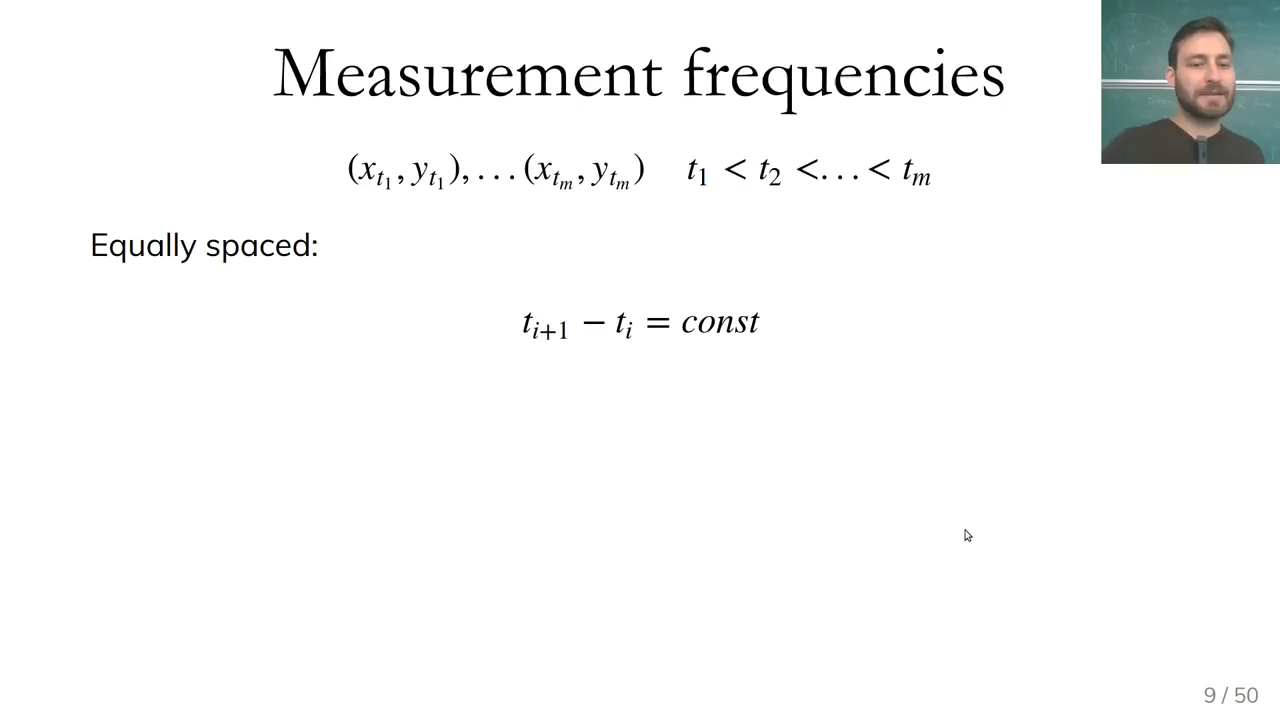 Measurement frequencies
(x_{t_1}, y_{t_1}), . . . (x_{t_m}, y_{t_m})   t_1 < t_2 <. . . < t_m
Equally spaced:
t_{i+1} − t_i = const
9 / 50